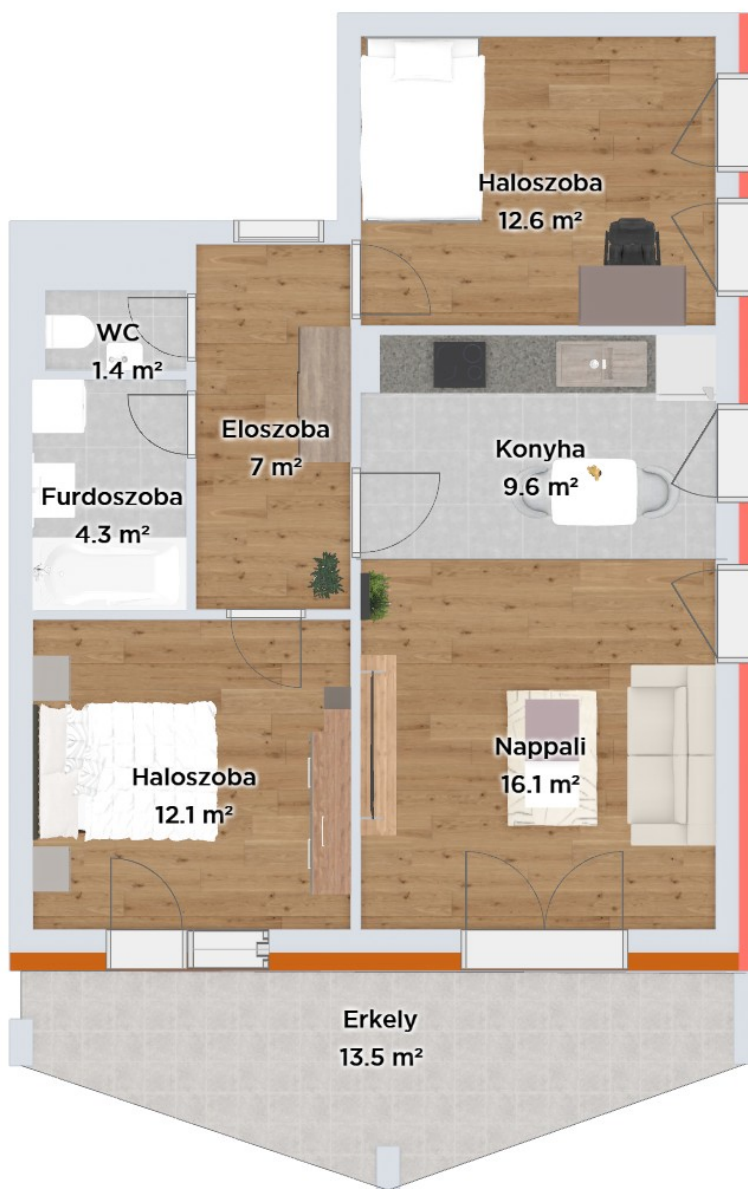 Haloszoba
12.6 m²
WC
1.4 m²
Eloszoba
7 m²
Konyha
9.6 m²
Furdoszoba
4.3 m²
Nappali
16.1 m²
Haloszoba
12.1 m²
Erkely
13.5 m²